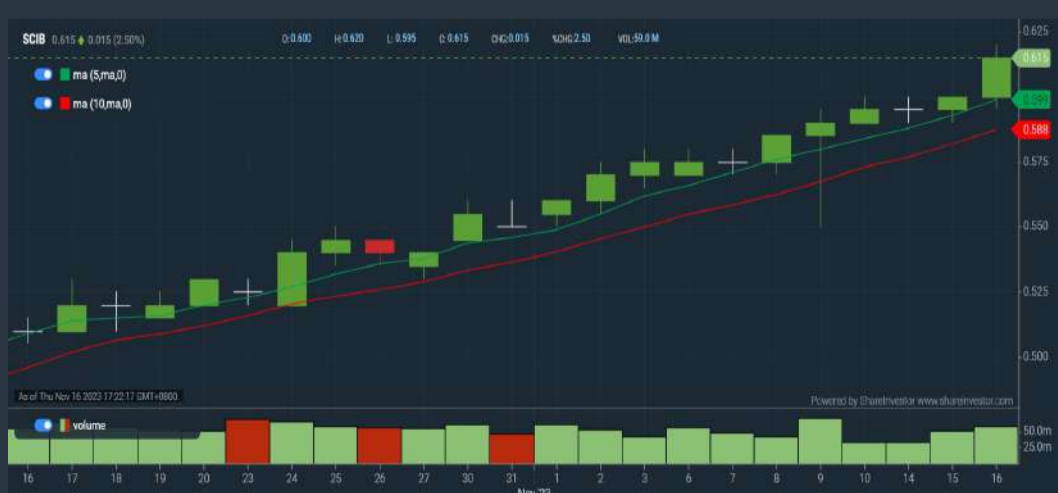 SCIB 0.615 0.015 (2.50%) O:0.600 H:0.620 L: 0.595 C: 0.615 CHG:0.015 %CHG:2.50 VOL:59.0 M
ma (5,ma,0)
ma (10,ma,0)
0.625
0.615
0.599
0.588
0.575
0.550
0.525
0.500
As of Thu Nov 16 2023 17:22:17 GMT+0800
Powered by ShareInvestor www.shareinvestor.com
volume
50.0m
25.0m
16 17 18 19 20 23 24 25 26 27 30 31 1 2 3 6 7 8 9 10 14 15 16
Nov '23